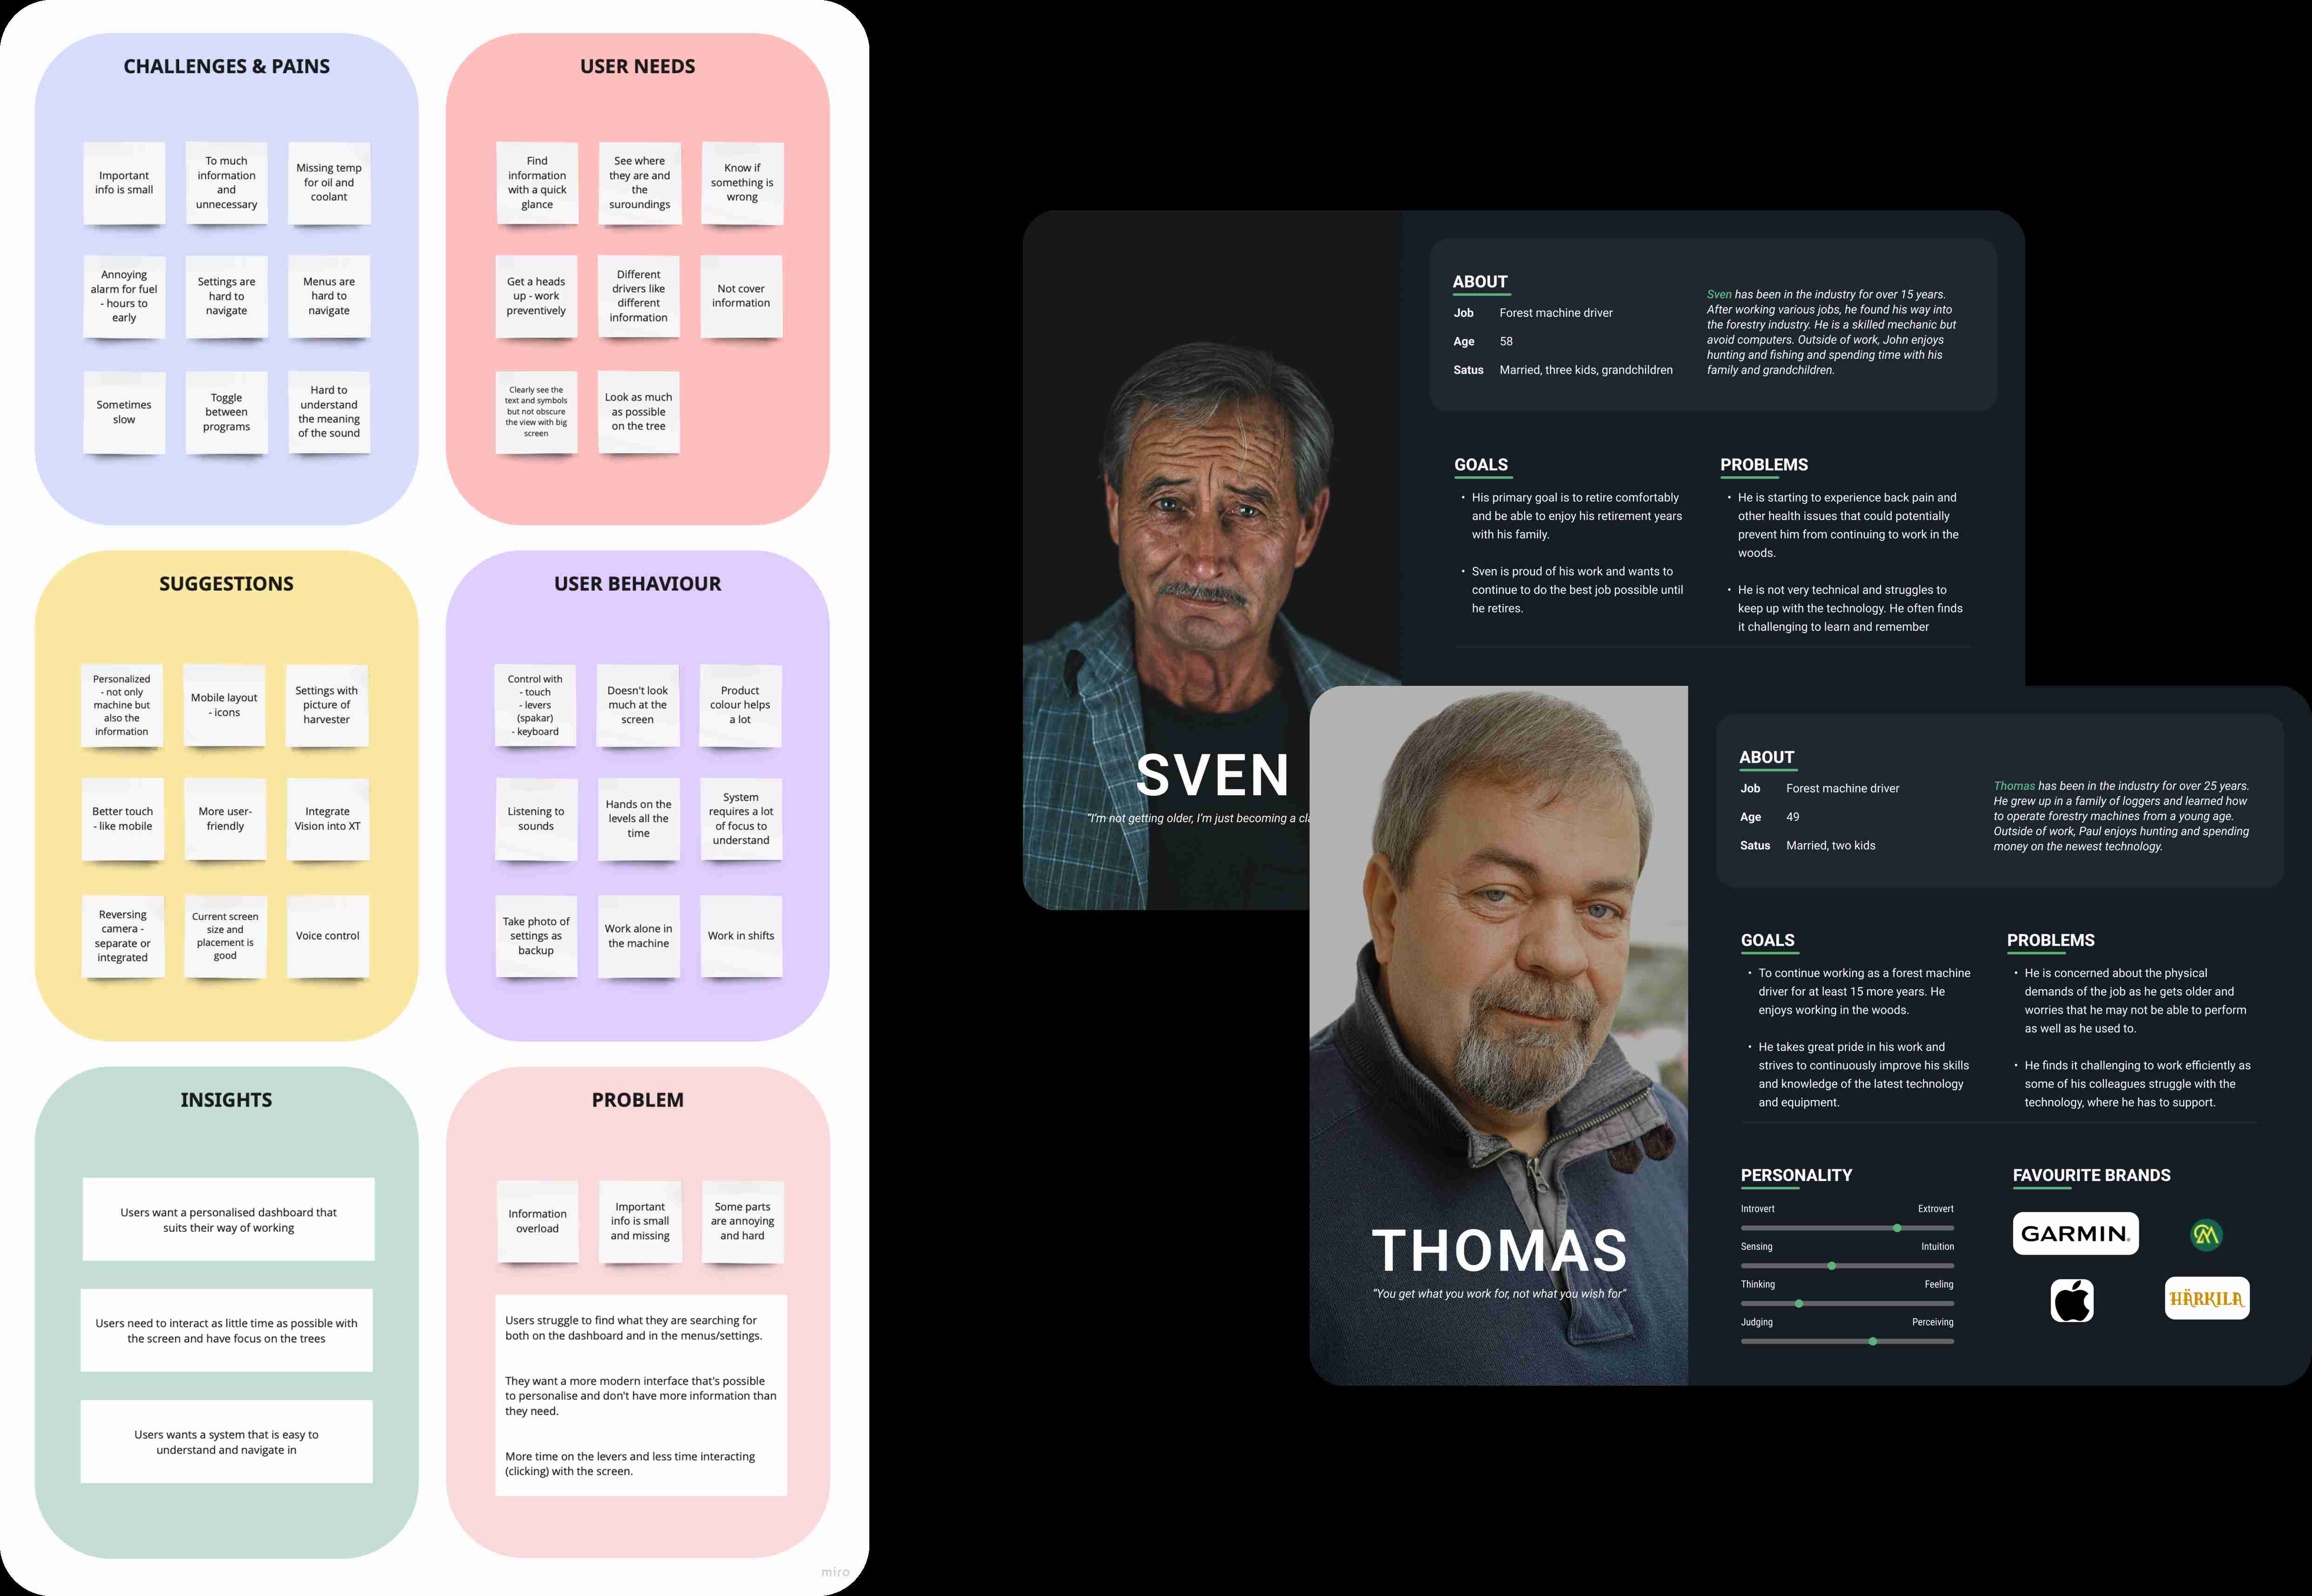 CHALLENGES & PAINS
Important
info is small
To much
information
and
unnecessary
Missing temp
for oil and
coolant
Annoying
alarm for fuel
- hours to
early
Settings are
hard to
navigate
Menus are
hard to
navigate
Sometimes
slow
Toggle
between
programs
Hard to
understand
the meaning
of the sound
USER NEEDS
Find
information
with a quick
glance
See where
they are and
the
suroundings
Know if
something is
wrong
Get a heads
up - work
preventively
Different
drivers like
different
information
Not cover
information
Clearly see the
text and symbols
but not obscure
the view with big
screen
Look as much
as possible
on the tree
SUGGESTIONS
Personalized
- not only
machine but
also the
information
Mobile layout
- icons
Settings with
picture of
harvester
Better touch
- like mobile
More user-
friendly
Integrate
Vision into XT
Reversing
camera -
separate or
integrated
Current screen
size and
placement is
good
Voice control
USER BEHAVIOUR
Control with
- touch
- levers
(spakar)
- keyboard
Doesn't look
much at the
screen
Product
colour helps
a lot
Listening to
sounds
Hands on the
levels all the
time
System
requires a lot
of focus to
understand
Take photo of
settings as
backup
Work alone in
the machine
Work in shifts
INSIGHTS
Users want a personalised dashboard that
suits their way of working
Users need to interact as little time as possible with
the screen and have focus on the trees
Users wants a system that is easy to
understand and navigate in
PROBLEM
Information
overload
Important
info is small
and missing
Some parts
are annoying
and hard
Users struggle to find what they are searching for
both on the dashboard and in the menus/settings.
They want a more modern interface that's possible
to personalise and don't have more information than
they need.
More time on the levers and less time interacting
(clicking) with the screen.
miro
SVEN
"I'm not getting older, I'm just becoming a
ABOUT
Job Forest machine driver
Age 58
Satus Married, three kids, grandchildren
Sven has been in the industry for over 15 years.
After working various jobs, he found his way into
the forestry industry. He is a skilled mechanic but
avoid computers. Outside of work, John enjoys
hunting and fishing and spending time with his
family and grandchildren.
GOALS
• His primary goal is to retire comfortably
and be able to enjoy his retirement years
with his family.
• Sven is proud of his work and wants to
continue to do the best job possible until
he retires.
PROBLEMS
• He is starting to experience back pain and
other health issues that could potentially
prevent him from continuing to work in the
woods.
• He is not very technical and struggles to
keep up with the technology. He often finds
it challenging to learn and remember
THOMAS
"You get what you work for, not what you wish for"
ABOUT
Job Forest machine driver
Age 49
Satus Married, two kids
Thomas has been in the industry for over 25 years.
He grew up in a family of loggers and learned how
to operate forestry machines from a young age.
Outside of work, Paul enjoys hunting and spending
money on the newest technology.
GOALS
• To continue working as a forest machine
driver for at least 15 more years. He
enjoys working in the woods.
• He takes great pride in his work and
strives to continuously improve his skills
and knowledge of the latest technology
and equipment.
PROBLEMS
• He is concerned about the physical
demands of the job as he gets older and
worries that he may not be able to perform
as well as he used to.
• He finds it challenging to work efficiently as
some of his colleagues struggle with the
technology, where he has to support.
PERSONALITY
Introvert Extrovert
Sensing Intuition
Thinking Feeling
Judging Perceiving
FAVOURITE BRANDS
GARMIN.
HÄRKILA